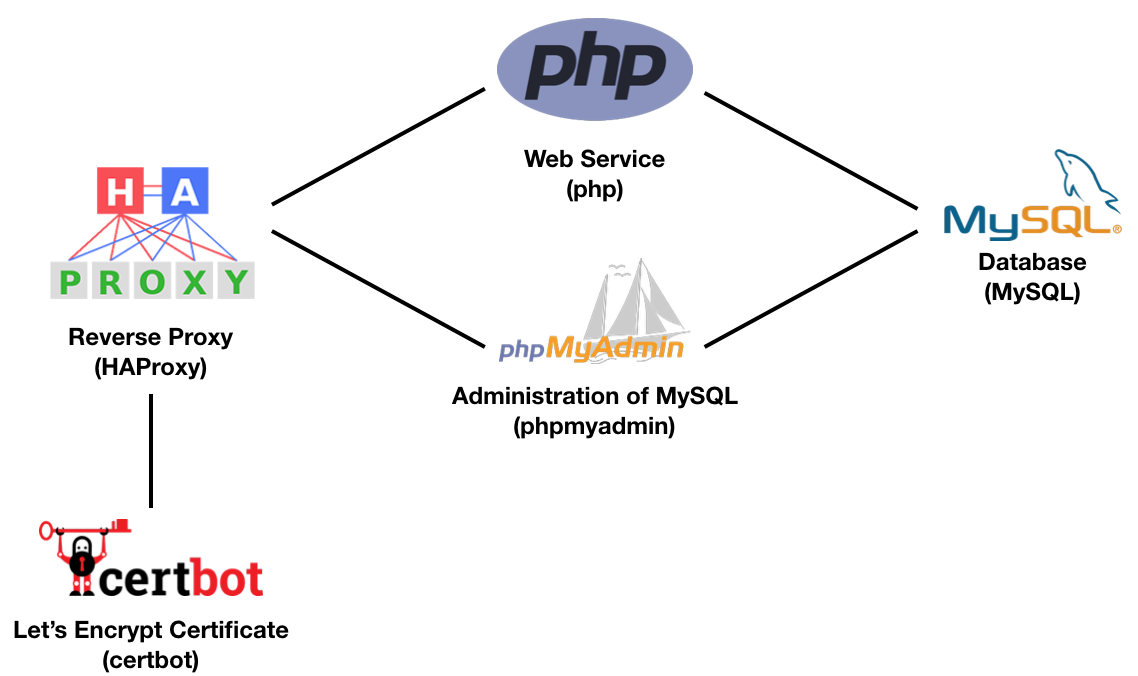 php
Web Service
(php)
H A
PROXY
Reverse Proxy
(HAProxy)
MySQL®
Database
(MySQL)
phpMyAdmin
Administration of MySQL
(phpmyadmin)
certbot
Let’s Encrypt Certificate
(certbot)